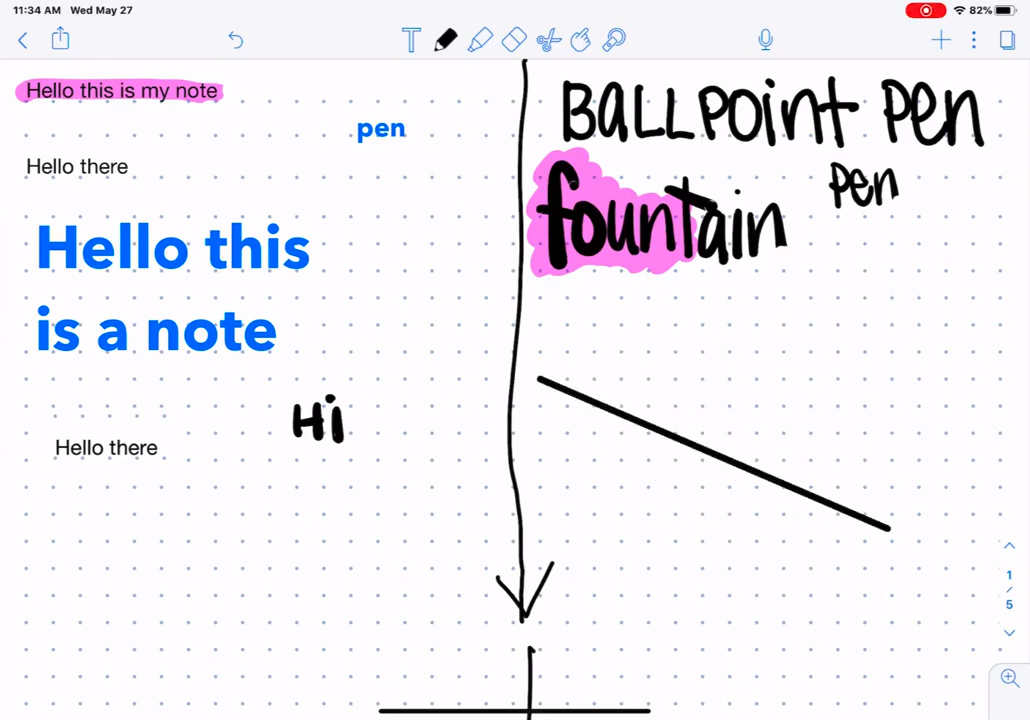 11:34 AM Wed May 27
82%
Hello this is my note
pen
Hello there
Hello this
is a note
Hi
Hello there
BaLLPoint Pen
fountain
Pen
1
/
5